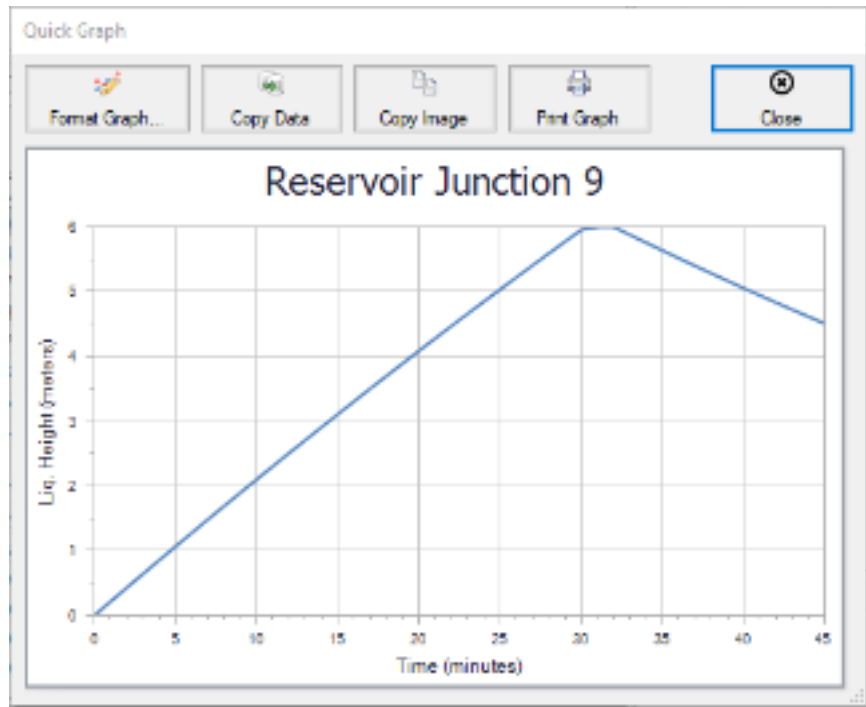 Quick Graph
Format Graph... Copy Data Copy Image Print Graph Close
Reservoir Junction 9
6
5
4
3
2
1
0
Liq. Height (meters)
0 5 10 15 20 25 30 35 40 45
Time (minutes)